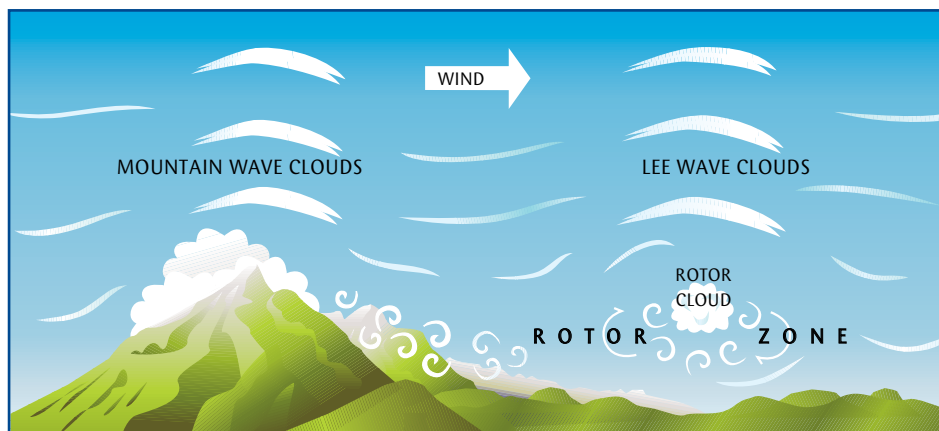 WIND
MOUNTAIN WAVE CLOUDS
LEE WAVE CLOUDS
ROTOR
CLOUD
ROTOR ZONE